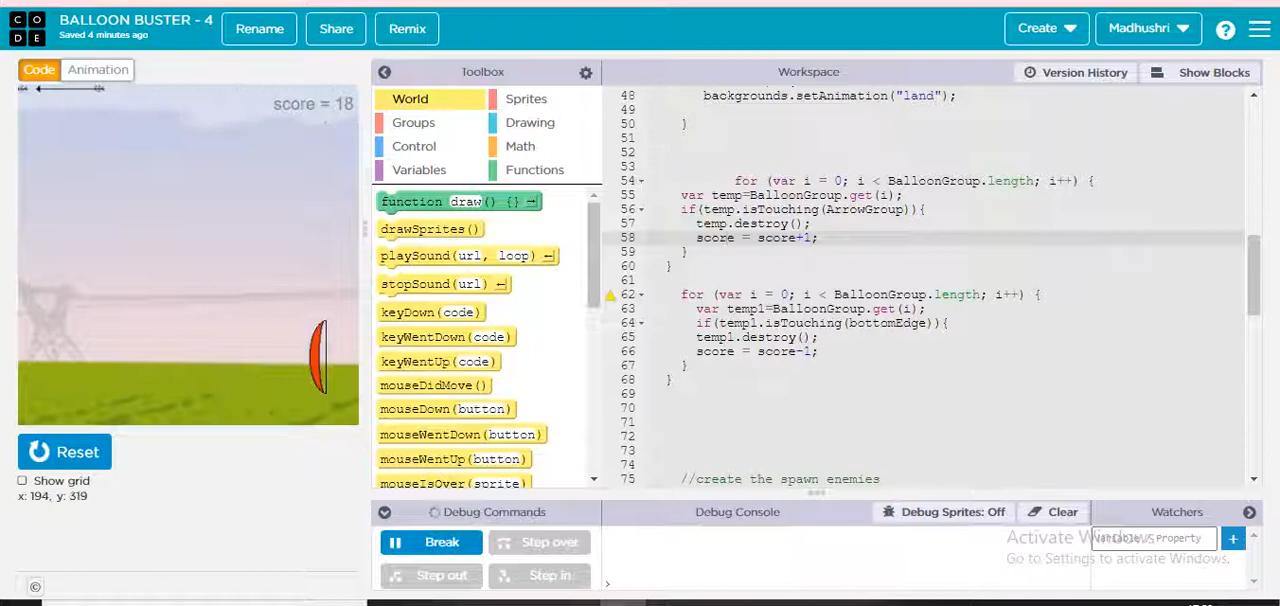 CODE
BALLOON BUSTER - 4
Saved 4 minutes ago
Rename
Share
Remix
Create
Madhushri
?
Code
Animation
score = 18
Reset
Show grid
x: 194, y: 319
©
Toolbox
World
Sprites
Groups
Drawing
Control
Math
Variables
Functions
function draw() {}
drawSprites()
playSound(url, loop)
stopSound(url)
keyDown(code)
keyWentDown(code)
keyWentUp(code)
mouseDidMove()
mouseDown(button)
mouseWentDown(button)
mouseWentUp(button)
mouseIsOver(sprite)
Workspace
Version History
Show Blocks
48 backgrounds.setAnimation("land");
49
50 }
51
52
53
54 for (var i = 0; i < BalloonGroup.length; i++) {
55 var temp=BalloonGroup.get(i);
56 if(temp.isTouching(ArrowGroup)){
57 temp.destroy();
58 score = score+1;
59 }
60 }
61
62 for (var i = 0; i < BalloonGroup.length; i++) {
63 var temp1=BalloonGroup.get(i);
64 if(temp1.isTouching(bottomEdge)){
65 temp1.destroy();
66 score = score-1;
67 }
68 }
69
70
71
72
73
74
75 //create the spawn enemies
Debug Commands
Break
Step over
Step out
Step in
Debug Console
Debug Sprites: Off
Clear
>
Watchers
Variable / Property
+
Activate Windows
Go to Settings to activate Windows.